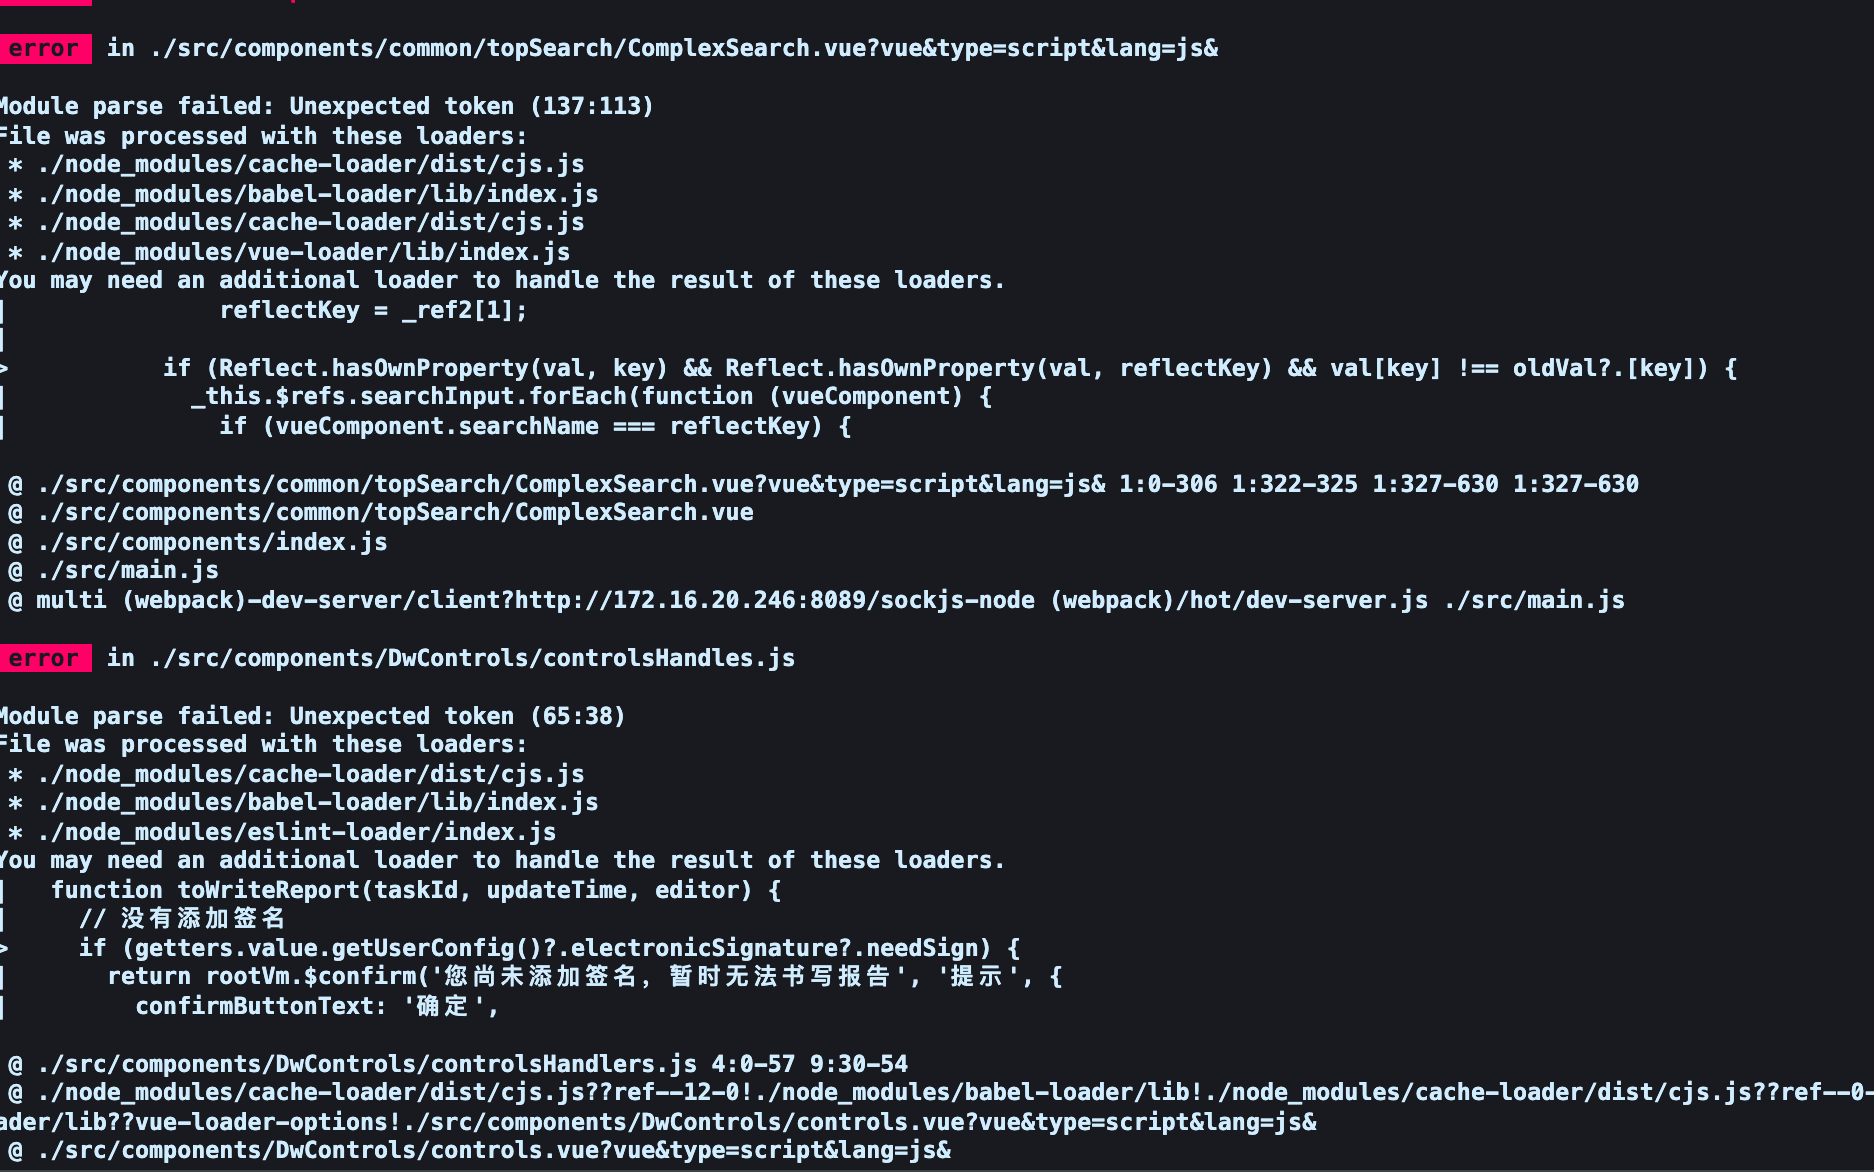 error in ./src/components/common/topSearch/ComplexSearch.vue?vue&type=script&lang=js&
Module parse failed: Unexpected token (137:113)
File was processed with these loaders:
* ./node_modules/cache-loader/dist/cjs.js
* ./node_modules/babel-loader/lib/index.js
* ./node_modules/cache-loader/dist/cjs.js
* ./node_modules/vue-loader/lib/index.js
You may need an additional loader to handle the result of these loaders.
| reflectKey = _ref2[1];
|
> if (Reflect.hasOwnProperty(val, key) && Reflect.hasOwnProperty(val, reflectKey) && val[key] !== oldVal?.[key]) {
| _this.$refs.searchInput.forEach(function (vueComponent) {
| if (vueComponent.searchName === reflectKey) {
@ ./src/components/common/topSearch/ComplexSearch.vue?vue&type=script&lang=js& 1:0-306 1:322-325 1:327-630 1:327-630
@ ./src/components/common/topSearch/ComplexSearch.vue
@ ./src/components/index.js
@ ./src/main.js
@ multi (webpack)-dev-server/client?http://172.16.20.246:8089/sockjs-node (webpack)/hot/dev-server.js ./src/main.js
error in ./src/components/DwControls/controlsHandles.js
Module parse failed: Unexpected token (65:38)
File was processed with these loaders:
* ./node_modules/cache-loader/dist/cjs.js
* ./node_modules/babel-loader/lib/index.js
* ./node_modules/eslint-loader/index.js
You may need an additional loader to handle the result of these loaders.
| function toWriteReport(taskId, updateTime, editor) {
| // 没有添加签名
> if (getters.value.getUserConfig()?.electronicSignature?.needSign) {
| return rootVm.$confirm('您尚未添加签名, 暂时无法书写报告', '提示', {
| confirmButtonText: '确定',
@ ./src/components/DwControls/controlsHandlers.js 4:0-57 9:30-54
@ ./node_modules/cache-loader/dist/cjs.js??ref--12-0!./node_modules/babel-loader/lib!./node_modules/cache-loader/dist/cjs.js??ref--0-
ader/lib??vue-loader-options!./src/components/DwControls/controls.vue?vue&type=script&lang=js&
@ ./src/components/DwControls/controls.vue?vue&type=script&lang=js&